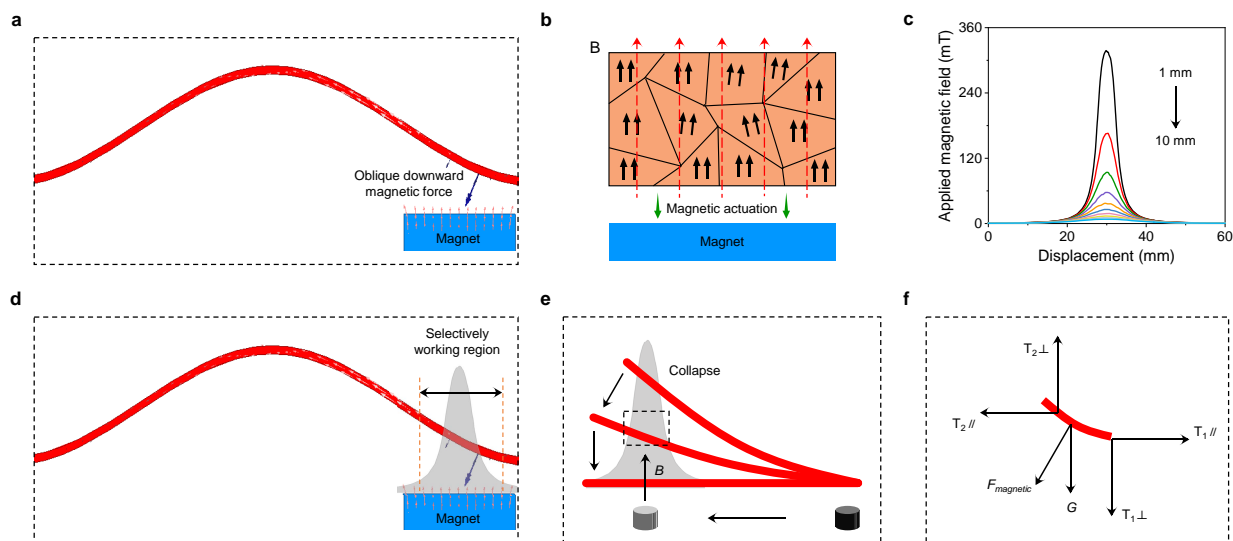 a
Oblique downward
magnetic force
Magnet
b
B
Magnetic actuation
Magnet
c
Applied magnetic field (mT)
360
240
120
0
0
20
40
60
Displacement (mm)
1 mm
10 mm
d
Selectively
working region
Magnet
e
Collapse
B
f
T2⊥
T2 //
T1 //
Fmagnetic
G
T1⊥